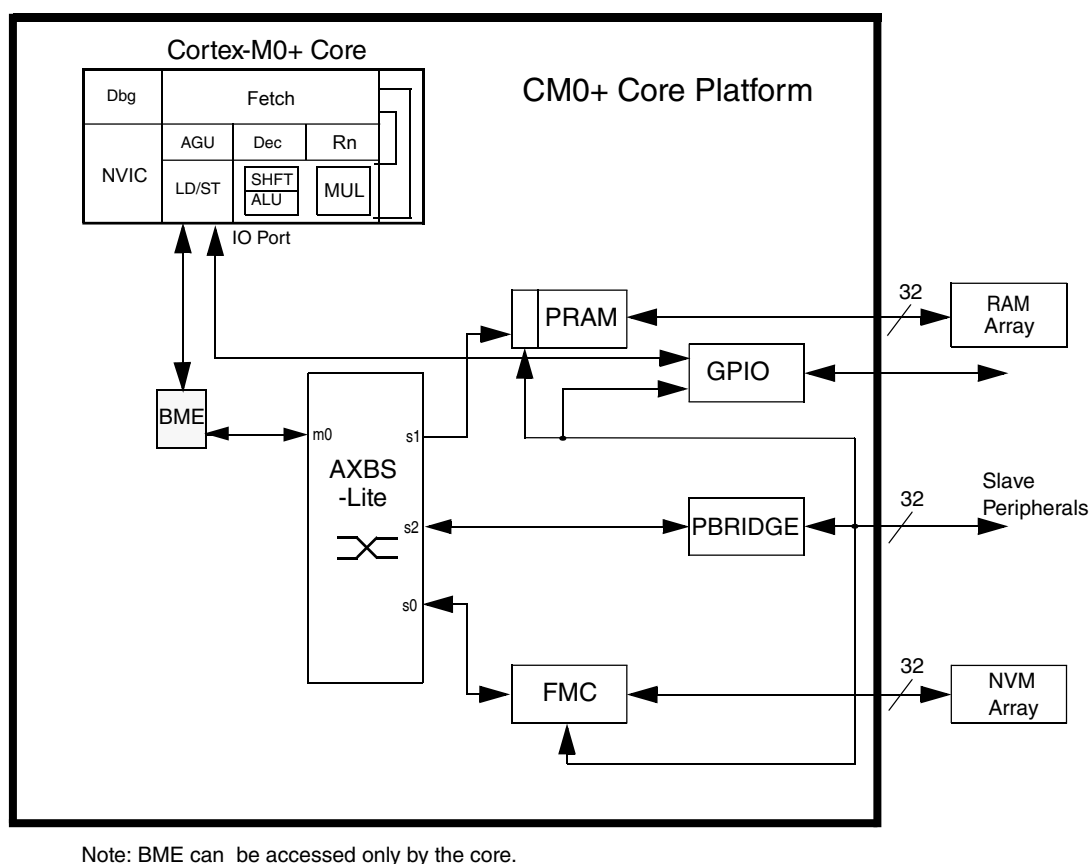 Cortex-M0+ Core
CM0+ Core Platform
Dbg
Fetch
AGU
Dec
Rn
NVIC
LD/ST
SHFT
ALU
MUL
IO Port
PRAM
32
RAM
Array
GPIO
BME
m0
s1
AXBS
-Lite
s2
PBRIDGE
32
Slave
Peripherals
s0
FMC
32
NVM
Array
Note: BME can  be accessed only by the core.